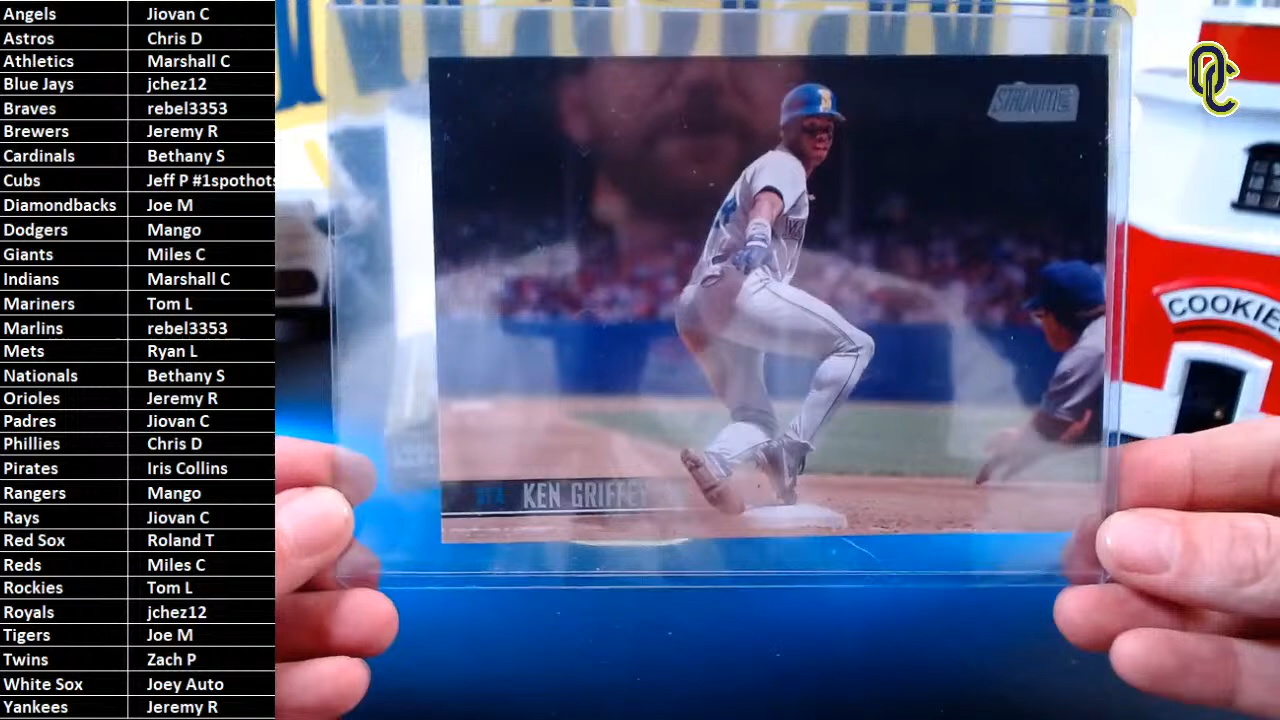 Angels Jiovan C
Astros Chris D
Athletics Marshall C
Blue Jays jchez12
Braves rebel3353
Brewers Jeremy R
Cardinals Bethany S
Cubs Jeff P #1spothots
Diamondbacks Joe M
Dodgers Mango
Giants Miles C
Indians Marshall C
Mariners Tom L
Marlins rebel3353
Mets Ryan L
Nationals Bethany S
Orioles Jeremy R
Padres Jiovan C
Phillies Chris D
Pirates Iris Collins
Rangers Mango
Rays Jiovan C
Red Sox Roland T
Reds Miles C
Rockies Tom L
Royals jchez12
Tigers Joe M
Twins Zach P
White Sox Joey Auto
Yankees Jeremy R
STADIUM
KEN GRIFFEY
COOKIE